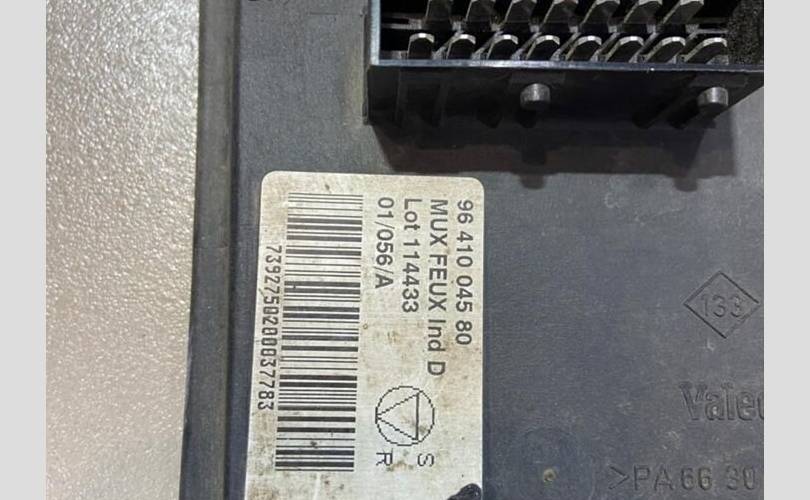 96 410 045 80
MUX FEUX Ind D
Lot 114433
01/056/A
S
R
7392750200037783
133
Valeo
>PA 66 30